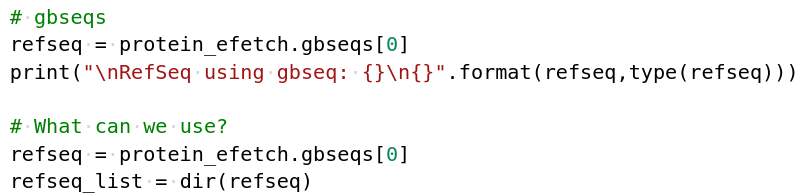 # gbseqs
refseq = protein_efetch.gbseqs[0]
print("\nRefSeq using gbseq: {}\n{}".format(refseq,type(refseq)))

# What can we use?
refseq = protein_efetch.gbseqs[0]
refseq_list = dir(refseq)